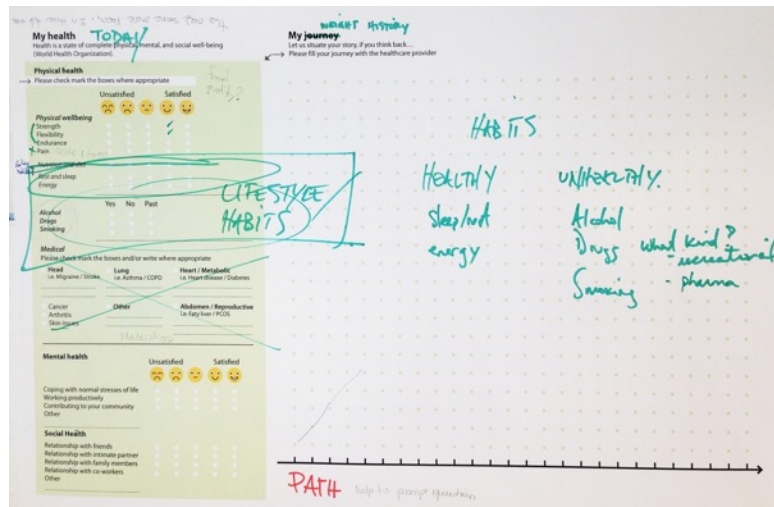 My health TODAY
Health is a state of complete physical, mental, and social well-being
(World Health Organization).
Physical health
Please check mark the boxes where appropriate
Unsatisfied Satisfied
Physical wellbeing
Strength
Flexibility
Endurance
Pain
Nutrition and diet
Rest and sleep
Energy
Yes No Past
Alcohol
Drugs
Smoking
LIFESTYLE
HABITS
Medical
Please check mark the boxes and/or write where appropriate
Head
i.e. Migraine / Stroke
Lung
i.e. Asthma / COPD
Heart / Metabolic
i.e. Heart disease / Diabetes
Cancer
Arthritis
Skin issues
Other
Abdomen / Reproductive
i.e. Fatty liver / PCOS
Mental health
Unsatisfied Satisfied
Coping with normal stresses of life
Working productively
Contributing to your community
Other
Social Health
Relationship with friends
Relationship with intimate partner
Relationship with family members
Relationship with co-workers
Other
WEIGHT HISTORY
My journey
Let us situate your story, if you think back...
Please fill your journey with the healthcare provider
HABITS
HEALTHY UNHEALTHY.
Sleep/rest Alcohol
energy Drugs what kind?
- recreational
Smoking - pharma
PATH help to prompt question